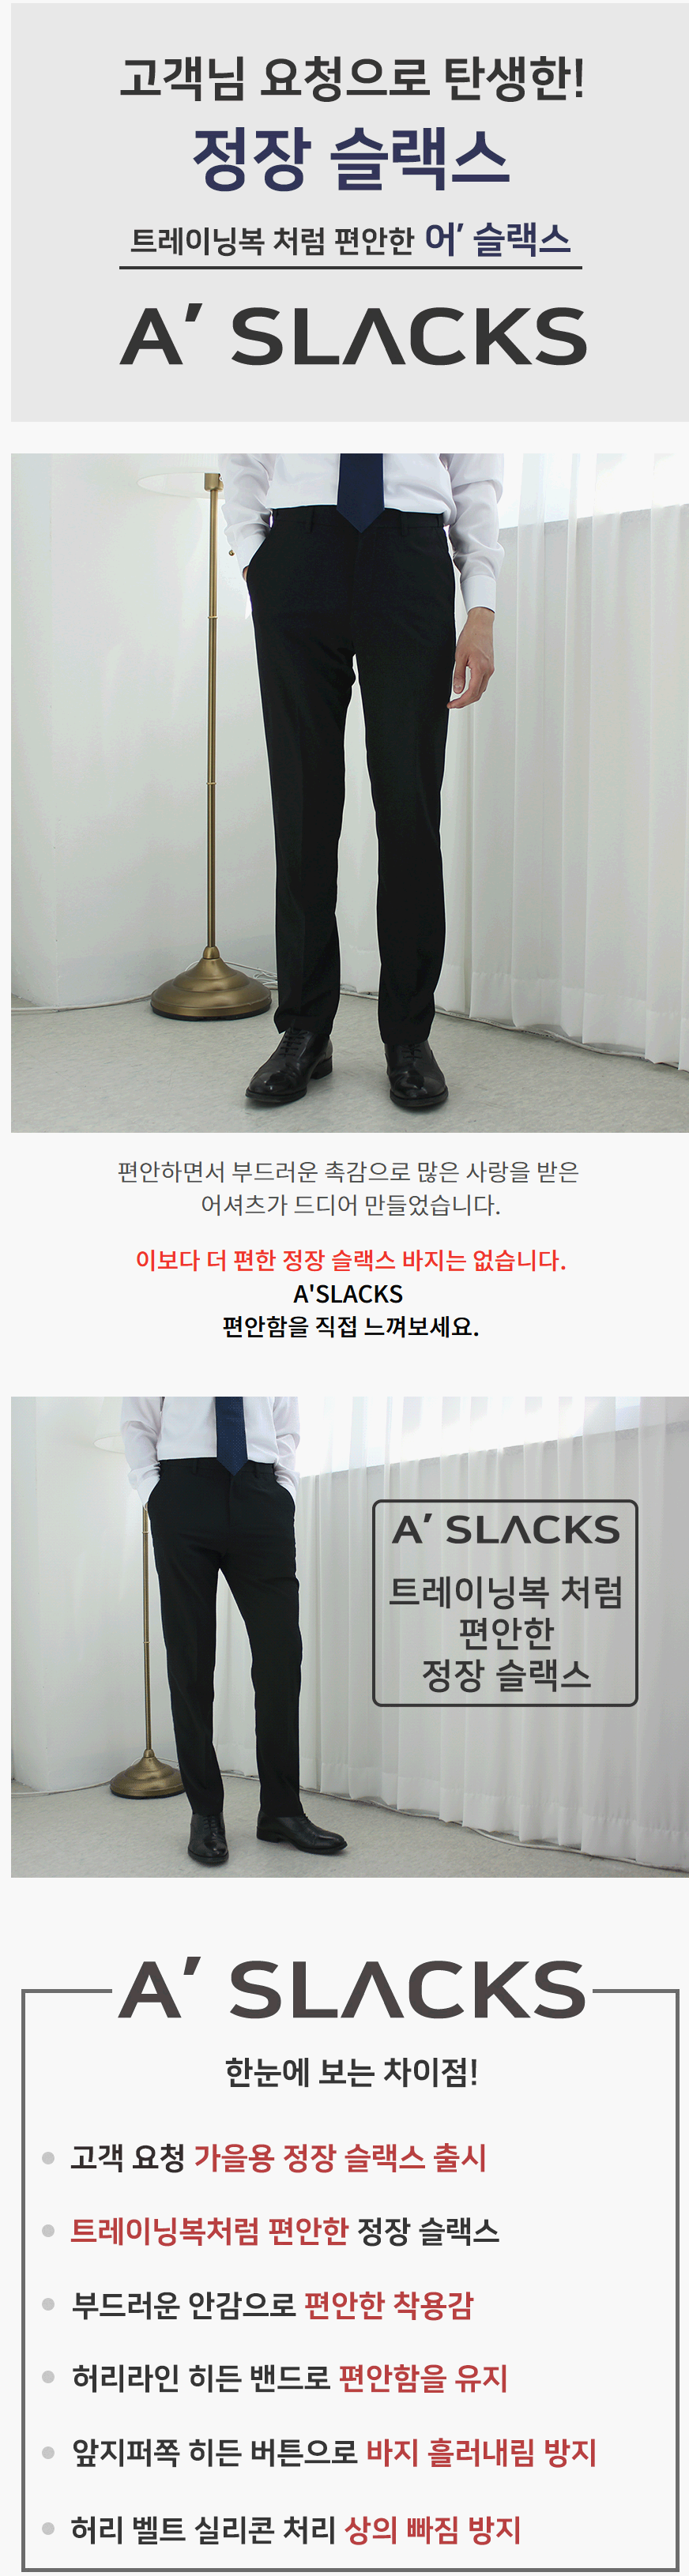 고객님 요청으로 탄생한!
정장 슬랙스
트레이닝복 처럼 편안한 어’ 슬랙스
A’ SLACKS
편안하면서 부드러운 촉감으로 많은 사랑을 받은
어셔츠가 드디어 만들었습니다.
이보다 더 편한 정장 슬랙스 바지는 없습니다.
A'SLACKS
편안함을 직접 느껴보세요.
A’ SLACKS
트레이닝복 처럼
편안한
정장 슬랙스
A’ SLACKS
한눈에 보는 차이점!
고객 요청 가을용 정장 슬랙스 출시
트레이닝복처럼 편안한 정장 슬랙스
부드러운 안감으로 편안한 착용감
허리라인 히든 밴드로 편안함을 유지
앞지퍼쪽 히든 버튼으로 바지 흘러내림 방지
허리 벨트 실리콘 처리 상의 빠짐 방지